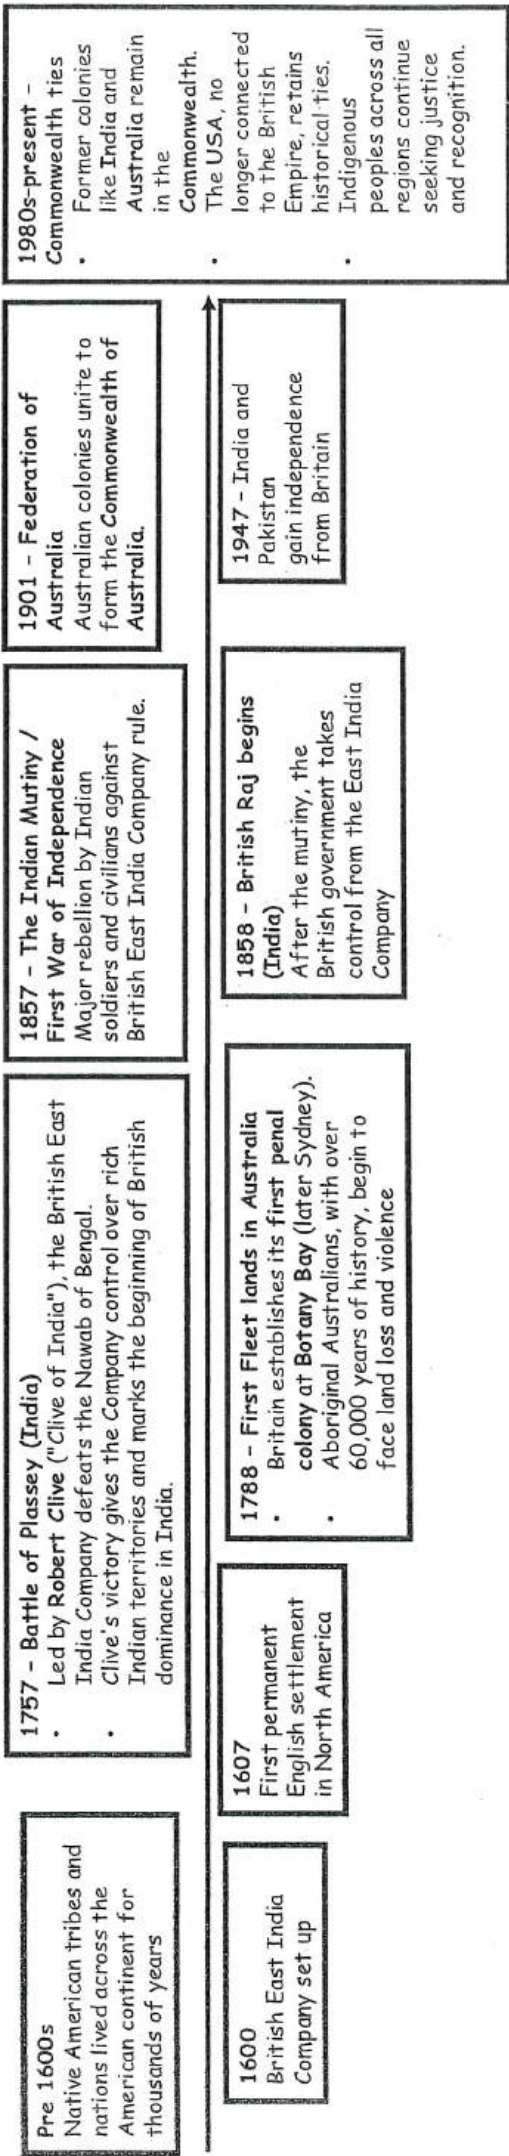 Pre 1600s
Native American tribes and
nations lived across the
American continent for
thousands of years
1600
British East India
Company set up
1607
First permanent
English settlement
in North America
1757 – Battle of Plassey (India)
• Led by Robert Clive ("Clive of India"), the British East
India Company defeats the Nawab of Bengal.
• Clive's victory gives the Company control over rich
Indian territories and marks the beginning of British
dominance in India.
1788 – First Fleet lands in Australia
• Britain establishes its first penal
colony at Botany Bay (later Sydney).
• Aboriginal Australians, with over
60,000 years of history, begin to
face land loss and violence
1857 – The Indian Mutiny /
First War of Independence
Major rebellion by Indian
soldiers and civilians against
British East India Company rule.
1858 – British Raj begins
(India)
After the mutiny, the
British government takes
control from the East India
Company
1901 – Federation of
Australia
Australian colonies unite to
form the Commonwealth of
Australia.
1947 – India and
Pakistan
gain independence
from Britain
1980s-present –
Commonwealth ties
• Former colonies
like India and
Australia remain
in the
Commonwealth.
• The USA, no
longer connected
to the British
Empire, retains
historical ties.
• Indigenous
peoples across all
regions continue
seeking justice
and recognition.